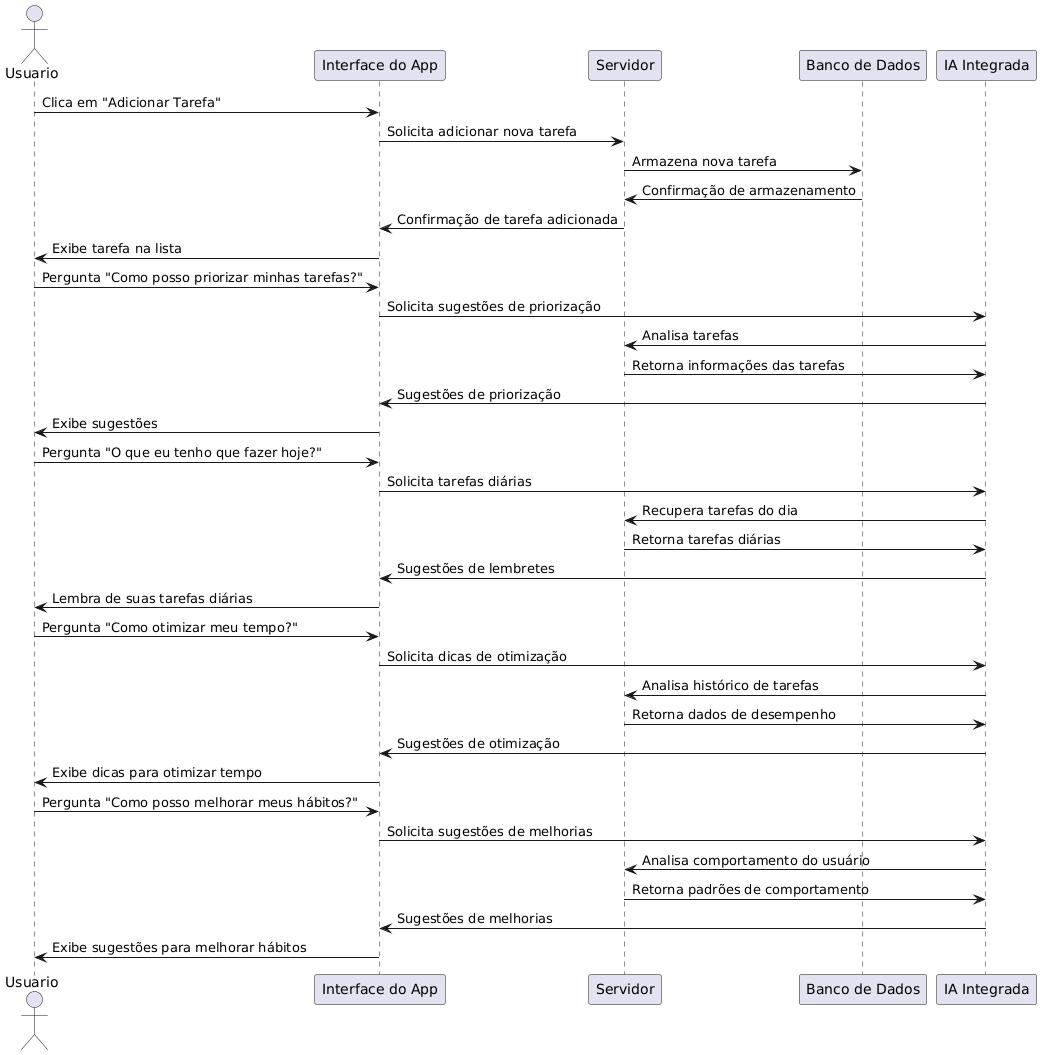 Usuario
Interface do App
Servidor
Banco de Dados
IA Integrada
Clica em "Adicionar Tarefa"
Solicita adicionar nova tarefa
Armazena nova tarefa
Confirmação de armazenamento
Confirmação de tarefa adicionada
Exibe tarefa na lista
Pergunta "Como posso priorizar minhas tarefas?"
Solicita sugestões de priorização
Analisa tarefas
Retorna informações das tarefas
Sugestões de priorização
Exibe sugestões
Pergunta "O que eu tenho que fazer hoje?"
Solicita tarefas diárias
Recupera tarefas do dia
Retorna tarefas diárias
Sugestões de lembretes
Lembra de suas tarefas diárias
Pergunta "Como otimizar meu tempo?"
Solicita dicas de otimização
Analisa histórico de tarefas
Retorna dados de desempenho
Sugestões de otimização
Exibe dicas para otimizar tempo
Pergunta "Como posso melhorar meus hábitos?"
Solicita sugestões de melhorias
Analisa comportamento do usuário
Retorna padrões de comportamento
Sugestões de melhorias
Exibe sugestões para melhorar hábitos
Usuario
Interface do App
Servidor
Banco de Dados
IA Integrada